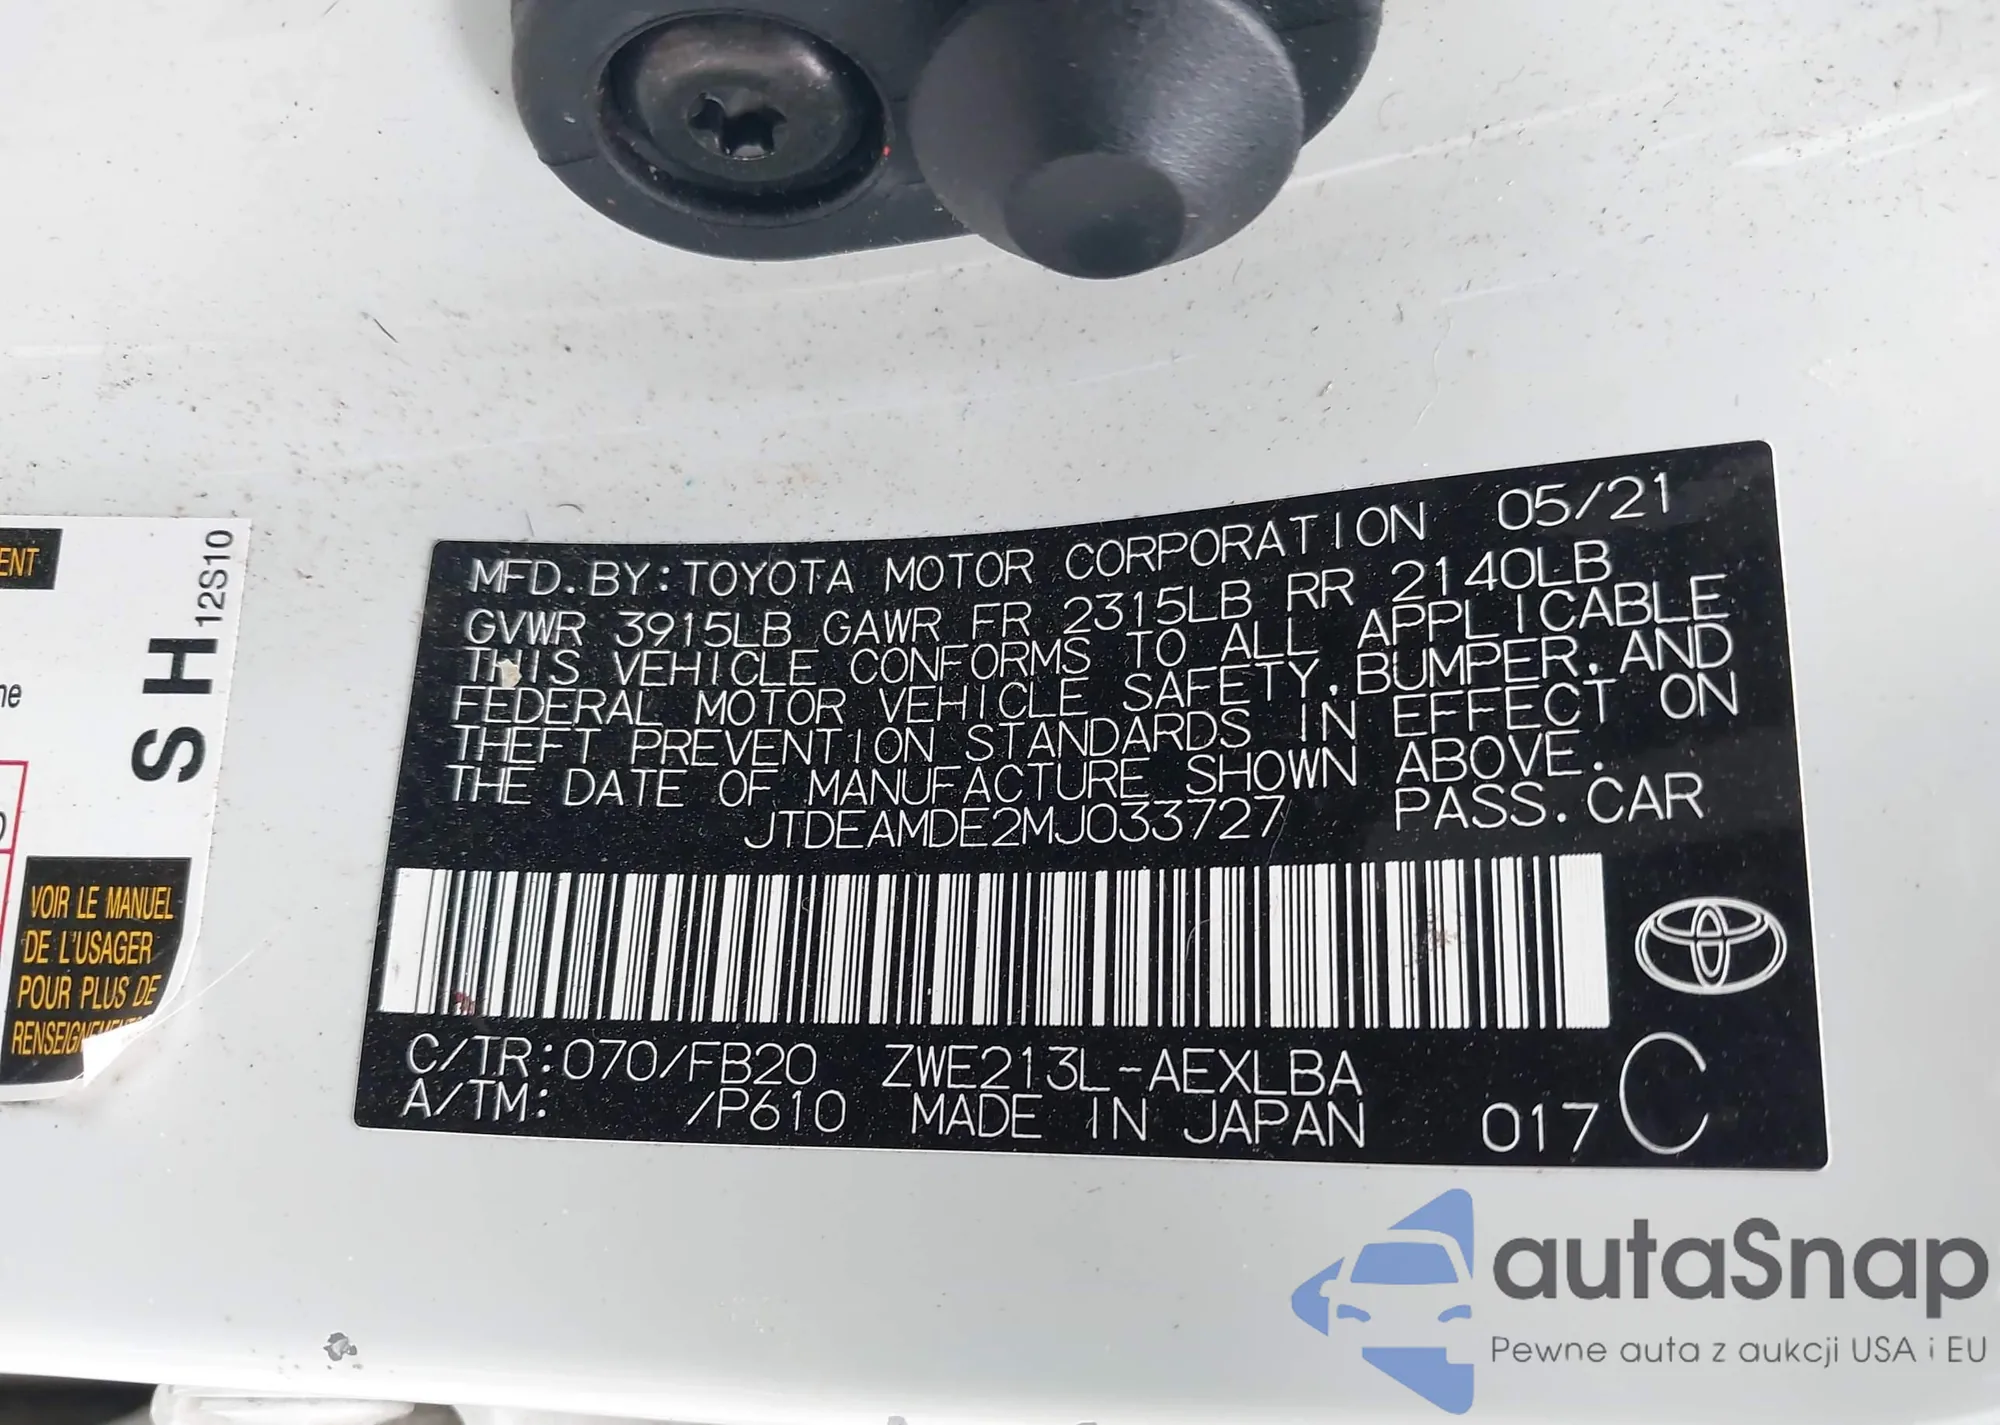 MFD.BY:TOYOTA MOTOR CORPORATION 05/21
GVWR 3915LB GAWR FR 2315LB RR 2140LB
THIS VEHICLE CONFORMS TO ALL APPLICABLE
FEDERAL MOTOR VEHICLE SAFETY, BUMPER, AND
THEFT PREVENTION STANDARDS IN EFFECT ON
THE DATE OF MANUFACTURE SHOWN ABOVE.
JTDEAMDE2MJ033727 PASS.CAR
C/TR:070/FB20 ZWE213L-AEXLBA
A/TM: /P610 MADE IN JAPAN 017 C
ENT
SH 12S10
me
VOIR LE MANUEL
DE L'USAGER
POUR PLUS DE
autaSnap
Pewne auta z aukcji USA i EU